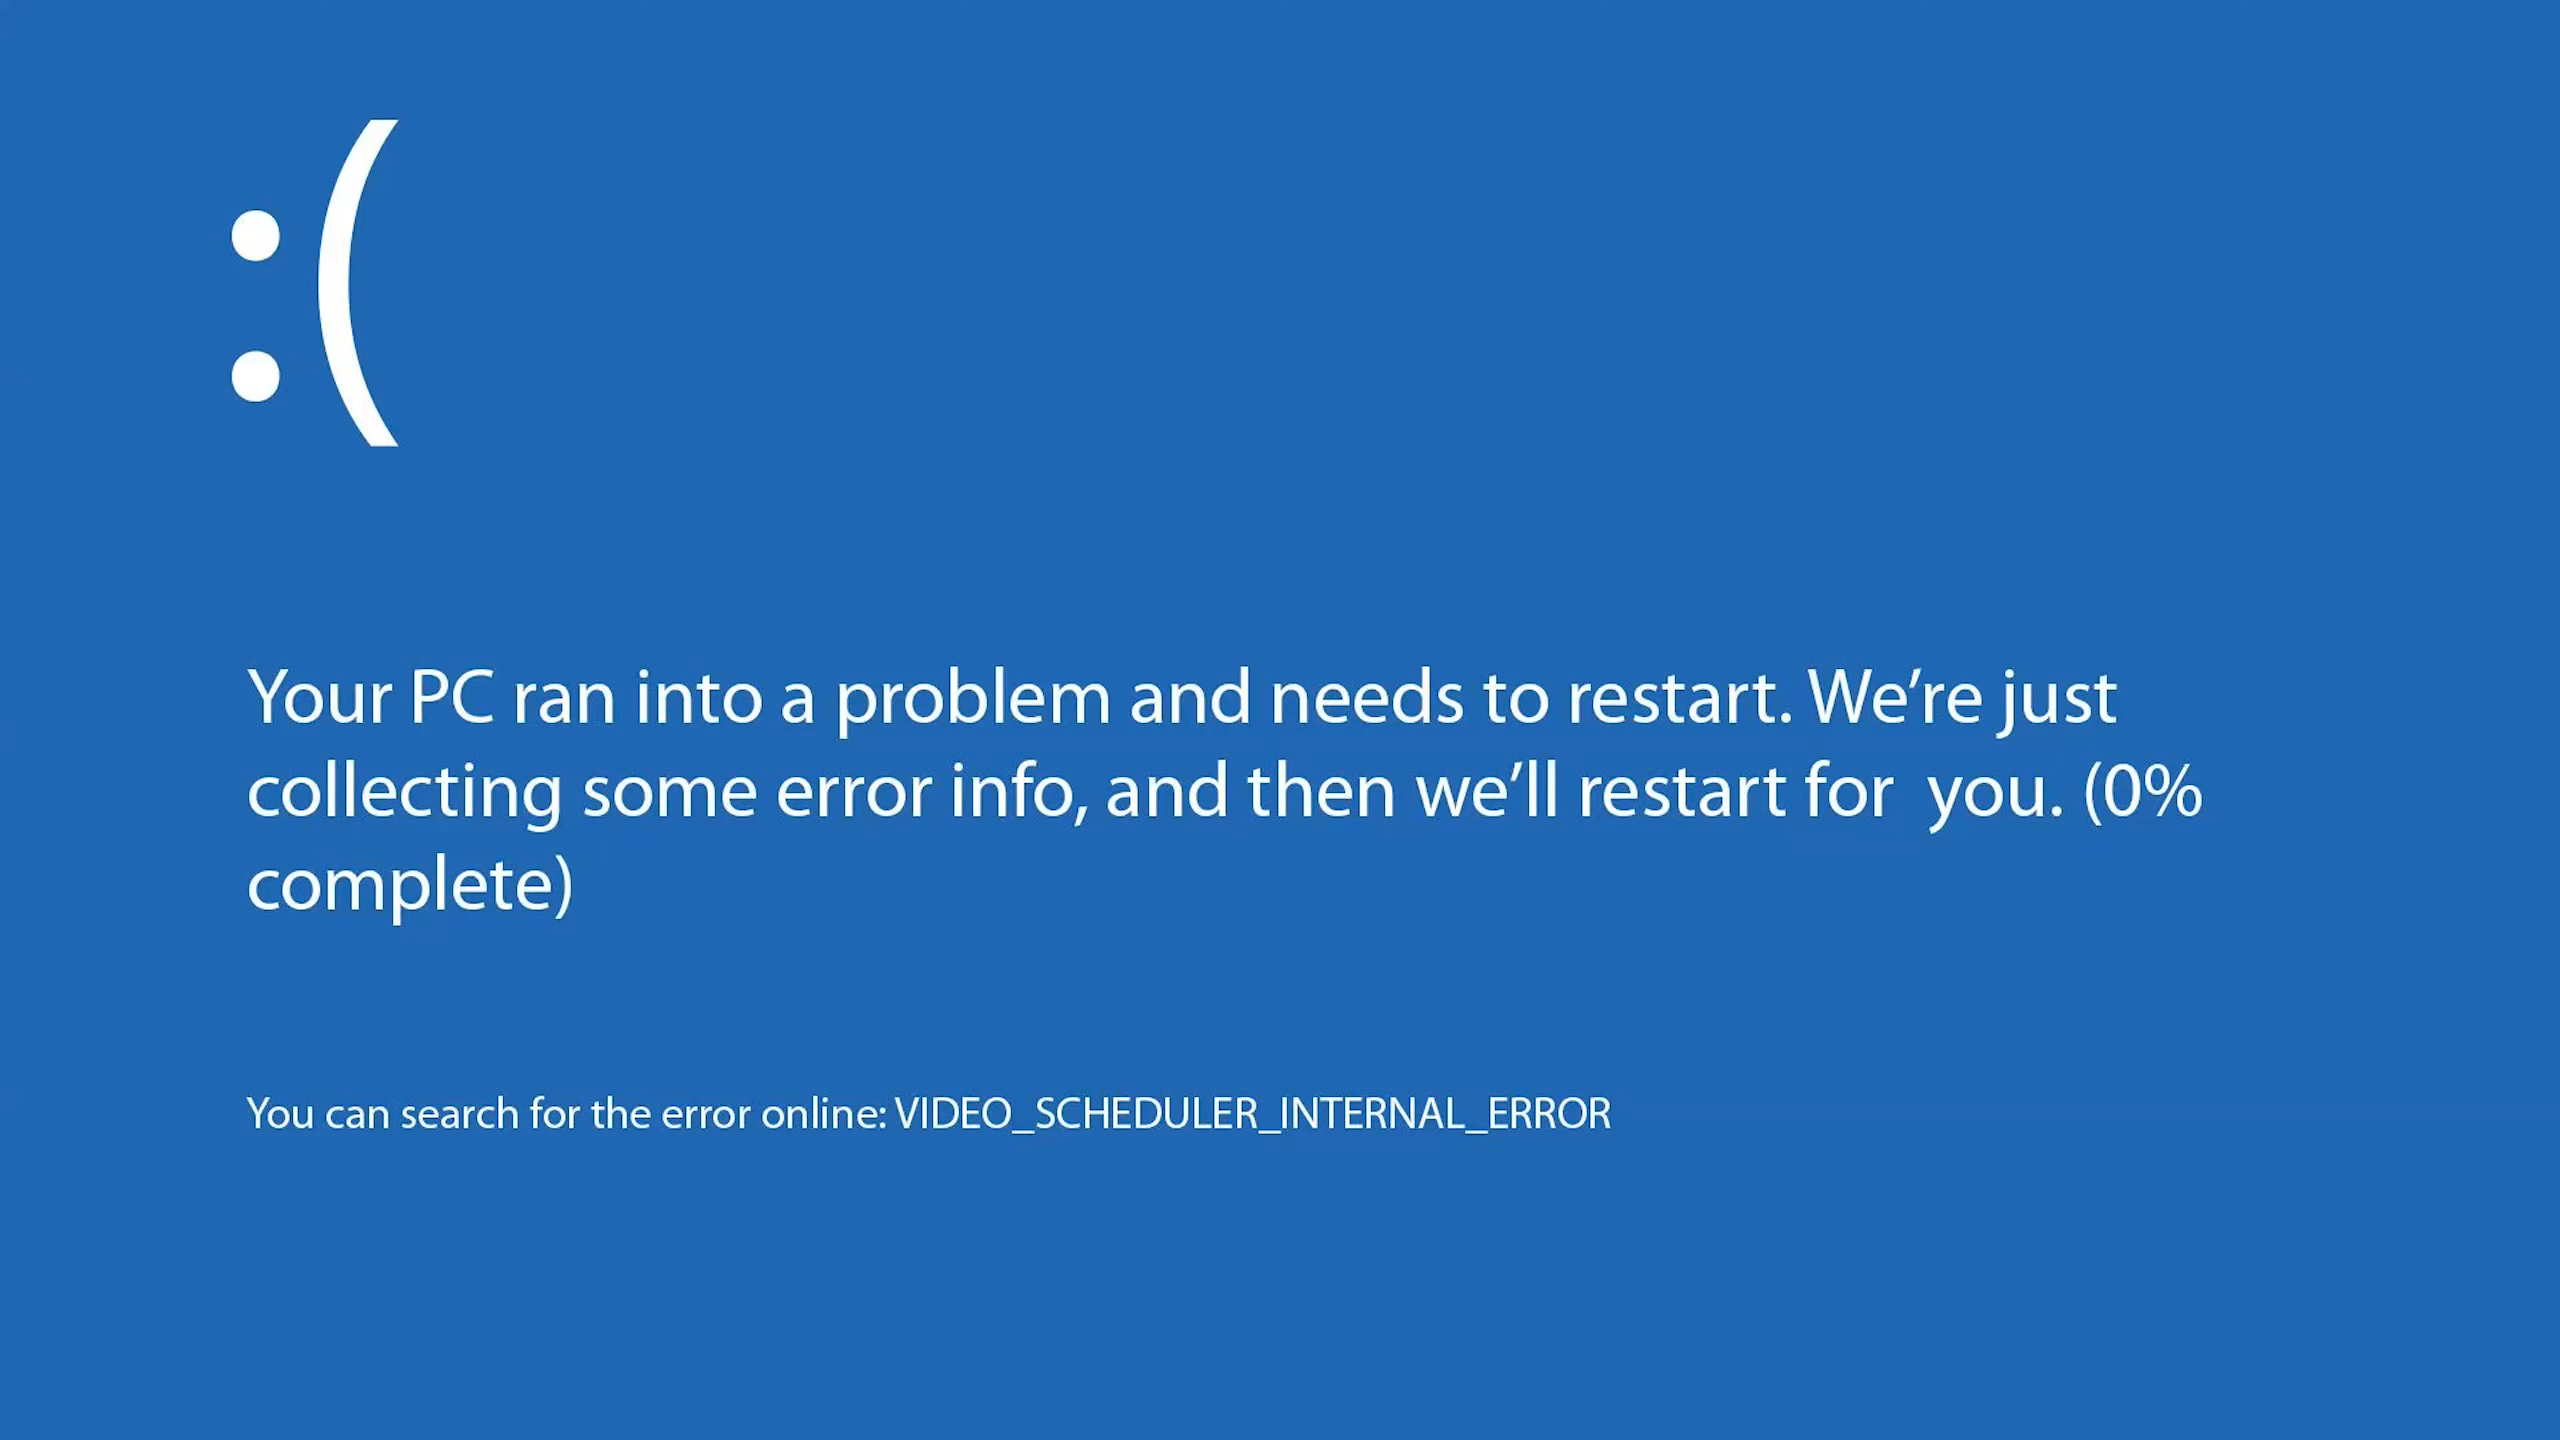 :(
Your PC ran into a problem and needs to restart. We’re just
collecting some error info, and then we’ll restart for  you. (0%
complete)
You can search for the error online: VIDEO_SCHEDULER_INTERNAL_ERROR